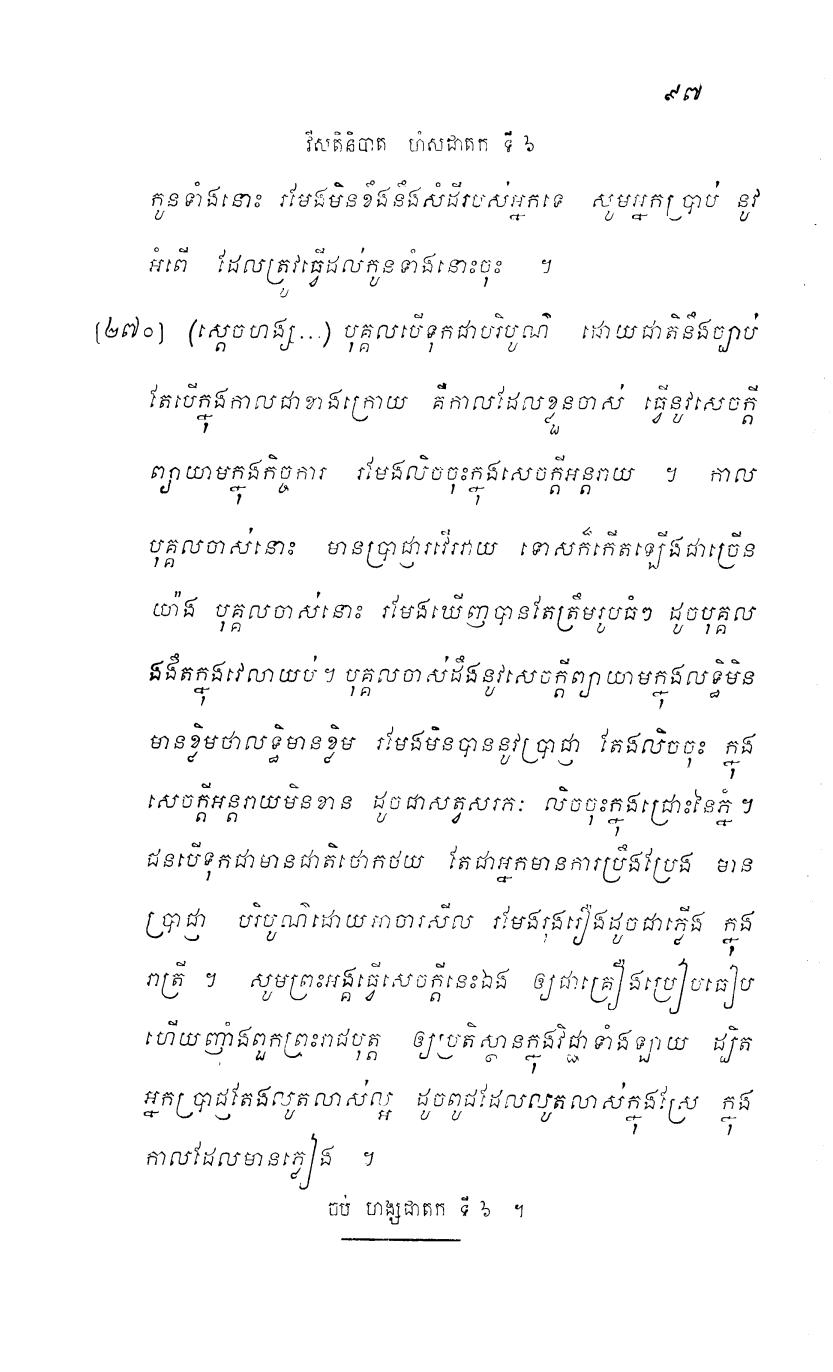 ៩៧
វីសតិនិបាត ហំសជាតក ទី ៦
កូនទាំងនោះ រមែងមិនខឹងនឹងសំដីរបស់អ្នកទេ សូមអ្នកប្រាប់ នូវ
អំពើ ដែលត្រូវធ្វើដល់កូនទាំងនោះចុះ ។
[២៧០] (ស្តេចហង្ស...) បុគ្គលបើទុកជាបរិបូណ៌ ដោយជាតិនឹងច្បាប់
តែបើក្នុងកាលជាខាងក្រោយ គឺកាលដែលខ្លួនចាស់ ធ្វើនូវសេចក្តី
ព្យាយាមក្នុងកិច្ចការ រមែងលិចចុះក្នុងសេចក្តីអន្តរាយ ។ កាល
បុគ្គលចាស់នោះ មានប្រាជ្ញារវើរវាយ ទោសក៏កើតឡើងជាច្រើន
យ៉ាង បុគ្គលចាស់នោះ រមែងឃើញបានតែត្រឹមរូបធំៗ ដូចបុគ្គល
ងងឹតក្នុងវេលាយប់ ។ បុគ្គលចាស់ដឹងនូវសេចក្តីព្យាយាមក្នុងលទ្ធិមិន
មានខ្លឹមថាលទ្ធិមានខ្លឹម រមែងមិនបាននូវប្រាជ្ញា តែងលិចចុះ ក្នុង
សេចក្តីអន្តរាយមិនខាន ដូចជាសត្វសរភៈ លិចចុះក្នុងជ្រោះនៃភ្នំ ។
ជនបើទុកជាមានជាតិថោកថយ តែជាអ្នកមានការប្រឹងប្រែង មាន
ប្រាជ្ញា បរិបូណ៌ដោយអាចារសីល រមែងរុងរឿងដូចជាភ្លើង ក្នុង
រាត្រី ។ សូមព្រះអង្គធ្វើសេចក្តីនេះឯង ឲ្យជាគ្រឿងប្រៀបធៀប
ហើយញ៉ាំងពួកព្រះរាជបុត្ត ឲ្យប្រតិស្ឋានក្នុងវិជ្ជាទាំងឡាយ ដ្បិត
អ្នកប្រាជ្ញតែងលូតលាស់ល្អ ដូចពូជដែលលូតលាស់ក្នុងស្រែ ក្នុង
កាលដែលមានភ្លៀង ។
ចប់ ហង្សជាតក ទី ៦ ។